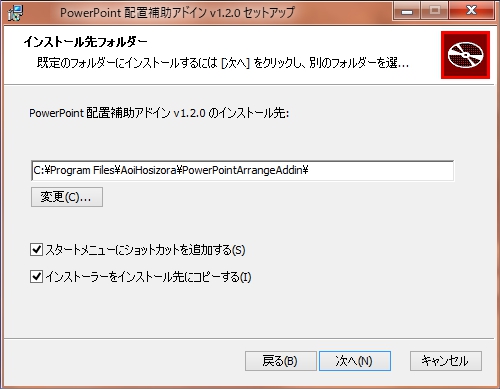 PowerPoint 配置補助アドイン v1.2.0 セットアップ
インストール先フォルダー
既定のフォルダーにインストールするには [次へ] をクリックし、別のフォルダーを選...
PowerPoint 配置補助アドイン v1.2.0 のインストール先:
C:¥Program Files¥AoiHosizora¥PowerPointArrangeAddin¥
変更(C)...
スタートメニューにショットカットを追加する(S)
インストーラーをインストール先にコピーする(I)
戻る(B)
次へ(N)
キャンセル